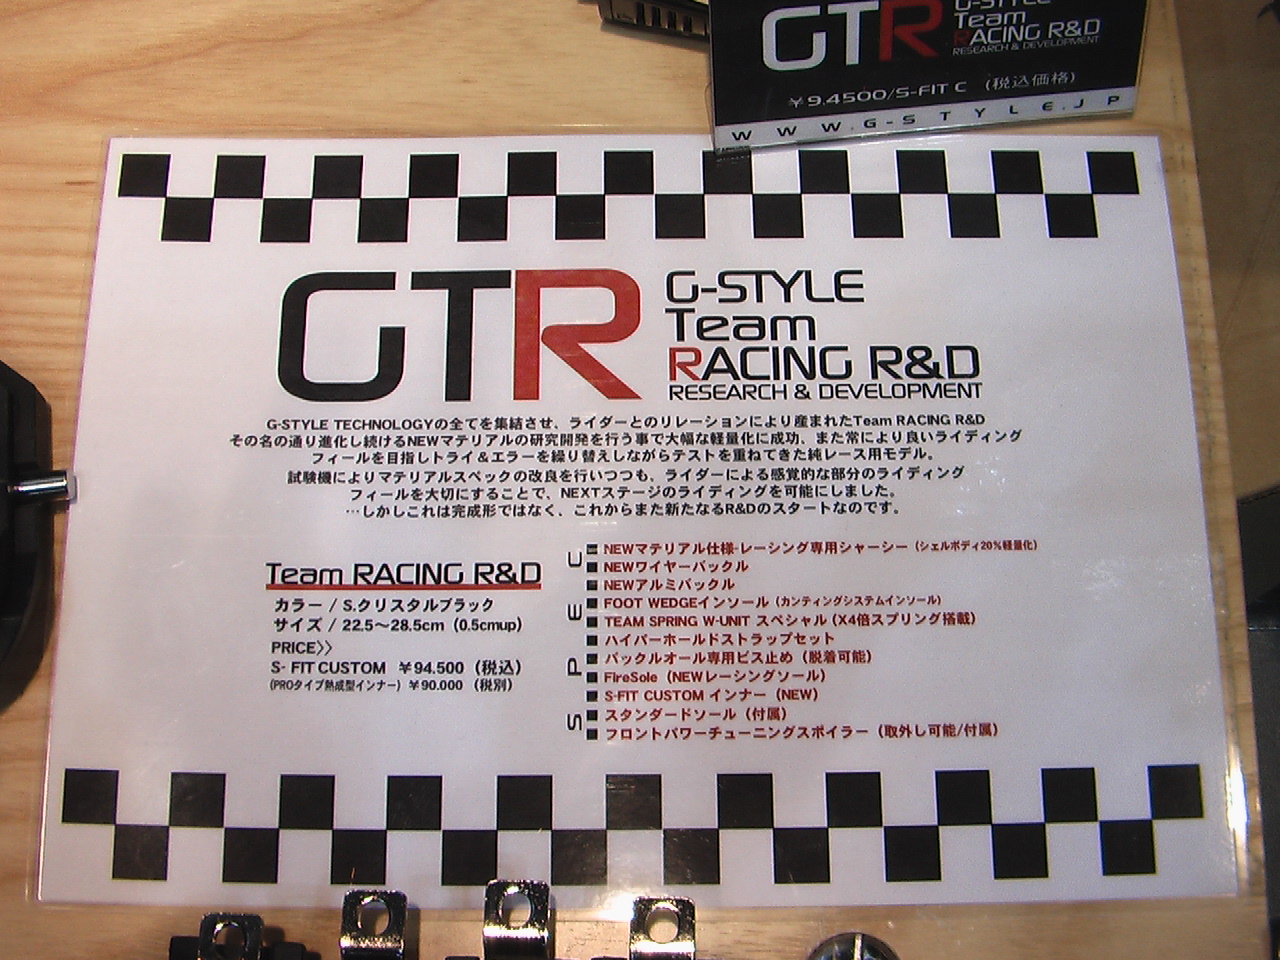 GTR
G-STYLE
Team
RACING R&D
RESEARCH & DEVELOPMENT
￥9,4500/S-FIT C （税込価格）
WWW.G-STYLE.JP
GTR
G-STYLE
Team
RACING R&D
RESEARCH & DEVELOPMENT
G-STYLE TECHNOLOGYの全てを集結させ、ライダーとのリレーションにより産まれたTeam RACING R&D
その名の通り進化し続けるNEWマテリアルの研究開発を行う事で大幅な軽量化に成功、また常により良いライディング
フィールを目指しトライ＆エラーを繰り替えしながらテストを重ねてきた純レース用モデル。
試験機によりマテリアルスペックの改良を行いつつも、ライダーによる感覚的な部分のライディング
フィールを大切にすることで、NEXTステージのライディングを可能にしました。
…しかしこれは完成形ではなく、これからまた新たなるR&Dのスタートなのです。
Team RACING R&D
カラー / S.クリスタルブラック
サイズ / 22.5～28.5cm（0.5cmup）
PRICE〉〉
S- FIT CUSTOM ￥94.500（税込）
（PROタイプ熟成型インナー）￥90.000（税別）
SPEC
■ NEWマテリアル仕様-レーシング専用シャーシー（シェルボディ20%軽量化）
■ NEWワイヤーバックル
■ NEWアルミバックル
■ FOOT WEDGEインソール（カンティングシステムインソール）
■ TEAM SPRING W-UNIT スペシャル（X4倍スプリング搭載）
■ ハイパーホールドストラップセット
■ バックルオール専用ビス止め（脱着可能）
■ FireSole（NEWレーシングソール）
■ S-FIT CUSTOM インナー（NEW）
■ スタンダードソール（付属）
■ フロントパワーチューニングスポイラー（取外し可能/付属）